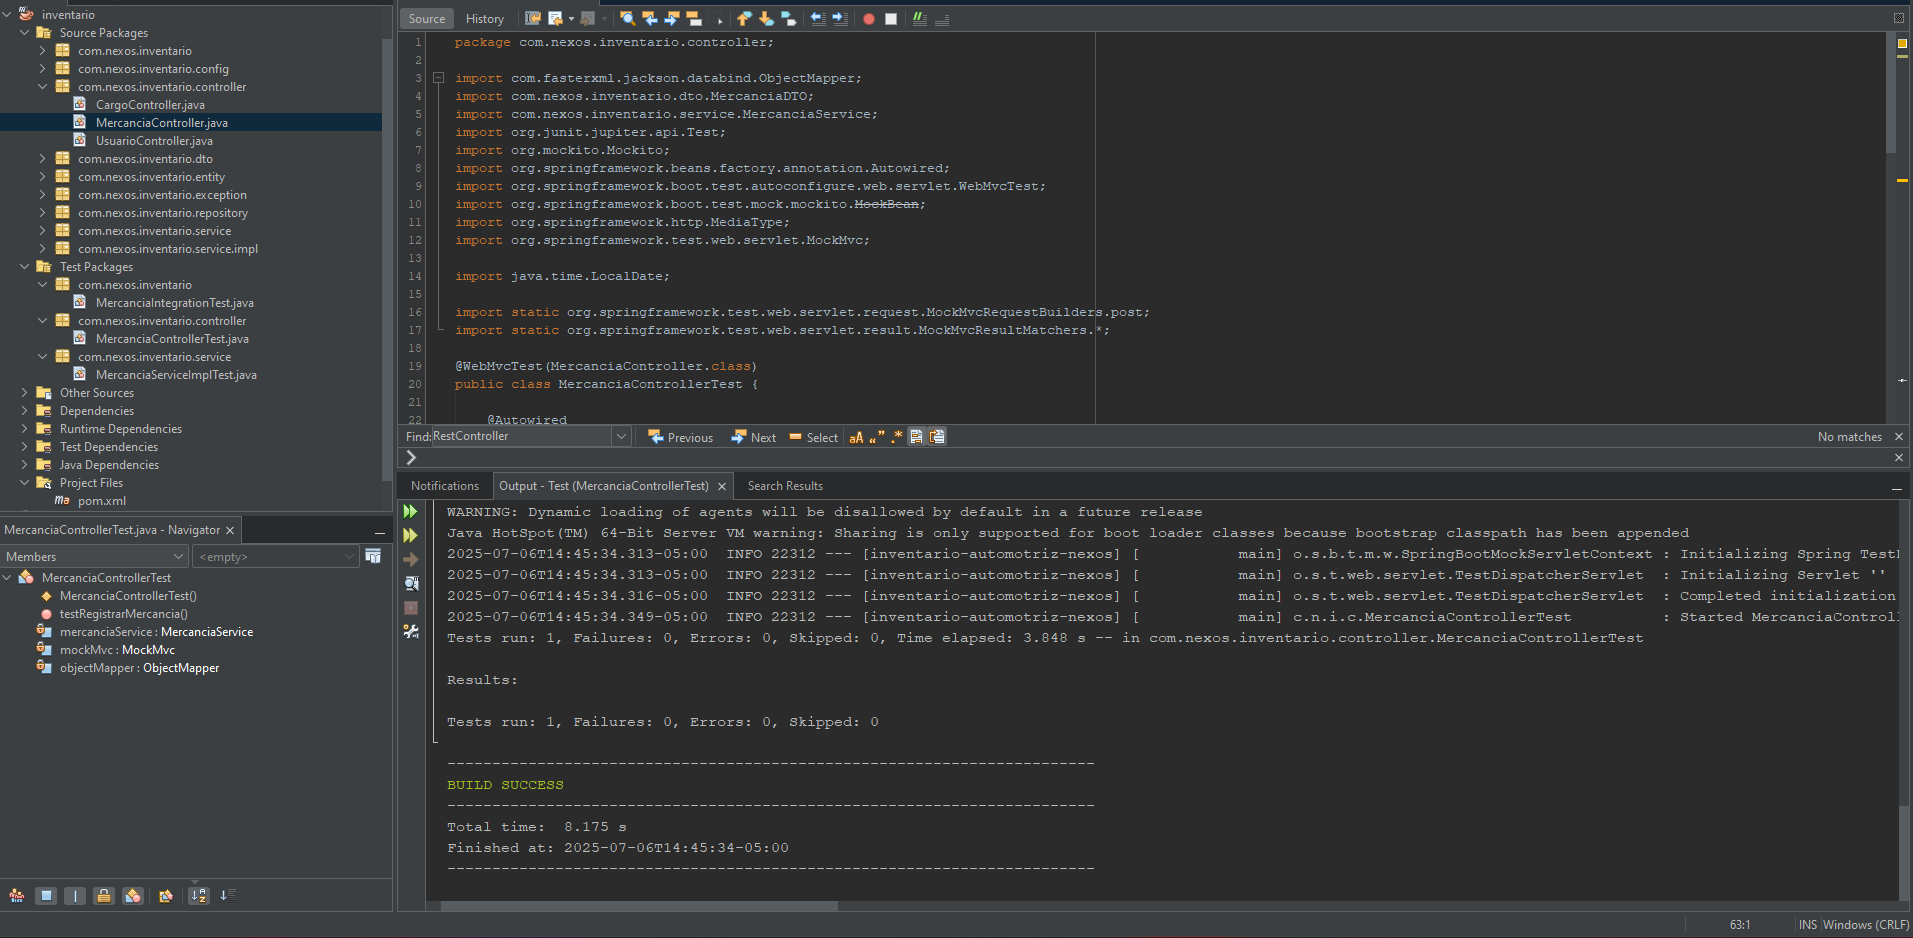 inventario
Source Packages
com.nexos.inventario
com.nexos.inventario.config
com.nexos.inventario.controller
CargoController.java
MercanciaController.java
UsuarioController.java
com.nexos.inventario.dto
com.nexos.inventario.entity
com.nexos.inventario.exception
com.nexos.inventario.repository
com.nexos.inventario.service
com.nexos.inventario.service.impl
Test Packages
com.nexos.inventario
MercanciaIntegrationTest.java
com.nexos.inventario.controller
MercanciaControllerTest.java
com.nexos.inventario.service
MercanciaServiceImplTest.java
Other Sources
Dependencies
Runtime Dependencies
Test Dependencies
Java Dependencies
Project Files
pom.xml
MercanciaControllerTest.java - Navigator
Members
<empty>
MercanciaControllerTest
MercanciaControllerTest()
testRegistrarMercancia()
mercanciaService : MercanciaService
mockMvc : MockMvc
objectMapper : ObjectMapper
Source History
1 package com.nexos.inventario.controller;
2
3 import com.fasterxml.jackson.databind.ObjectMapper;
4 import com.nexos.inventario.dto.MercanciaDTO;
5 import com.nexos.inventario.service.MercanciaService;
6 import org.junit.jupiter.api.Test;
7 import org.mockito.Mockito;
8 import org.springframework.beans.factory.annotation.Autowired;
9 import org.springframework.boot.test.autoconfigure.web.servlet.WebMvcTest;
10 import org.springframework.boot.test.mock.mockito.MockBean;
11 import org.springframework.http.MediaType;
12 import org.springframework.test.web.servlet.MockMvc;
13
14 import java.time.LocalDate;
15
16 import static org.springframework.test.web.servlet.request.MockMvcRequestBuilders.post;
17 import static org.springframework.test.web.servlet.result.MockMvcResultMatchers.*;
18
19 @WebMvcTest(MercanciaController.class)
20 public class MercanciaControllerTest {
21
22 @Autowired
Find: RestController Previous Next Select No matches
Notifications Output - Test (MercanciaControllerTest) Search Results
WARNING: Dynamic loading of agents will be disallowed by default in a future release
Java HotSpot(TM) 64-Bit Server VM warning: Sharing is only supported for boot loader classes because bootstrap classpath has been appended
2025-07-06T14:45:34.313-05:00 INFO 22312 --- [inventario-automotriz-nexos] [ main] o.s.b.t.m.w.SpringBootMockServletContext : Initializing Spring Test
2025-07-06T14:45:34.313-05:00 INFO 22312 --- [inventario-automotriz-nexos] [ main] o.s.t.web.servlet.TestDispatcherServlet : Initializing Servlet ''
2025-07-06T14:45:34.316-05:00 INFO 22312 --- [inventario-automotriz-nexos] [ main] o.s.t.web.servlet.TestDispatcherServlet : Completed initialization
2025-07-06T14:45:34.349-05:00 INFO 22312 --- [inventario-automotriz-nexos] [ main] c.n.i.c.MercanciaControllerTest : Started MercanciaControl
Tests run: 1, Failures: 0, Errors: 0, Skipped: 0, Time elapsed: 3.848 s -- in com.nexos.inventario.controller.MercanciaControllerTest
Results:
Tests run: 1, Failures: 0, Errors: 0, Skipped: 0
------------------------------------------------------------------------
BUILD SUCCESS
------------------------------------------------------------------------
Total time: 8.175 s
Finished at: 2025-07-06T14:45:34-05:00
------------------------------------------------------------------------
63:1 INS Windows (CRLF)